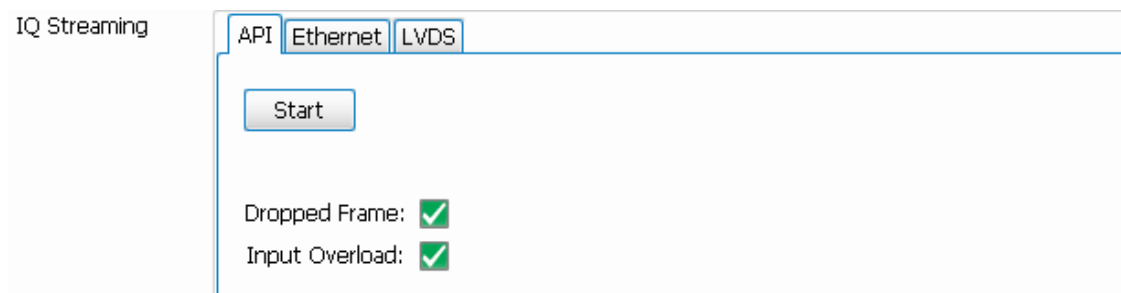 IQ Streaming
API Ethernet LVDS
Start
Dropped Frame:
Input Overload: